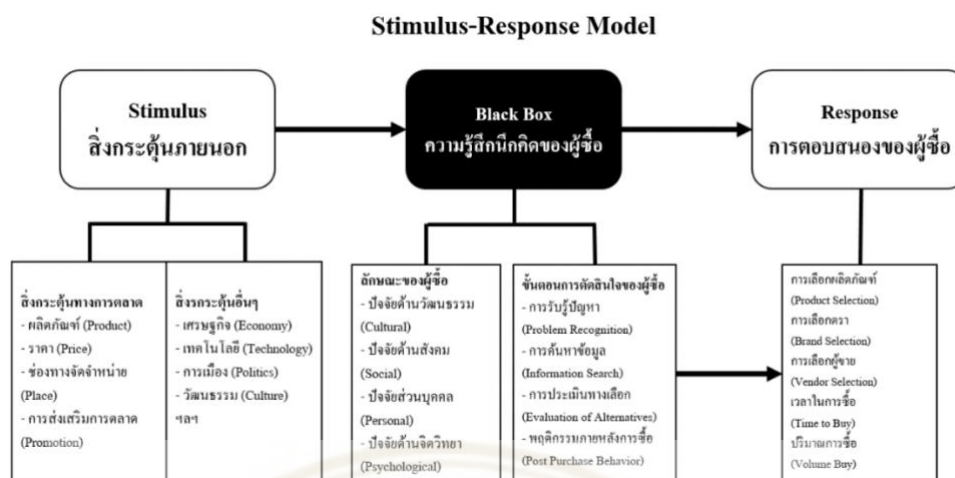 Stimulus-Response Model
Stimulus
สิ่งกระตุ้นภายนอก
Black Box
ความรู้สึกนึกคิดของผู้ซื้อ
Response
การตอบสนองของผู้ซื้อ
สิ่งกระตุ้นทางการตลาด
- ผลิตภัณฑ์ (Product)
- ราคา (Price)
- ช่องทางจัดจำหน่าย
(Place)
- การส่งเสริมการตลาด
(Promotion)
สิ่งกระตุ้นอื่นๆ
- เศรษฐกิจ (Economy)
- เทคโนโลยี (Technology)
- การเมือง (Politics)
- วัฒนธรรม (Culture)
ฯลฯ
ลักษณะของผู้ซื้อ
- ปัจจัยด้านวัฒนธรรม
(Cultural)
- ปัจจัยด้านสังคม
(Social)
- ปัจจัยส่วนบุคคล
(Personal)
- ปัจจัยด้านจิตวิทยา
(Psychological)
ขั้นตอนการตัดสินใจของผู้ซื้อ
- การรับรู้ปัญหา
(Problem Recognition)
- การค้นหาข้อมูล
(Information Search)
- การประเมินทางเลือก
(Evaluation of Alternatives)
- พฤติกรรมภายหลังการซื้อ
(Post Purchase Behavior)
การเลือกผลิตภัณฑ์
(Product Selection)
การเลือกตรา
(Brand Selection)
การเลือกผู้ขาย
(Vendor Selection)
เวลาในการซื้อ
(Time to Buy)
ปริมาณการซื้อ
(Volume Buy)